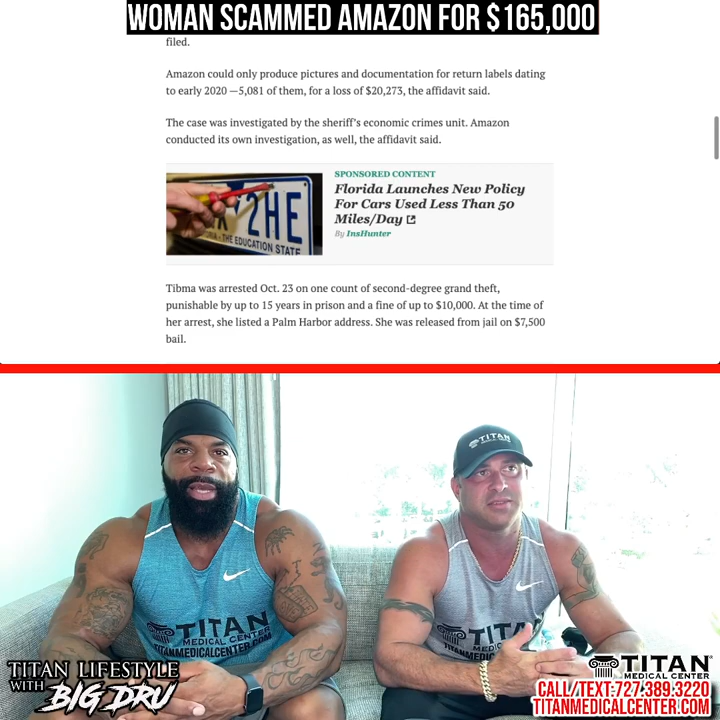 WOMAN SCAMMED AMAZON FOR $165,000
filed.
Amazon could only produce pictures and documentation for return labels dating
to early 2020 —5,081 of them, for a loss of $20,273, the affidavit said.
The case was investigated by the sheriff's economic crimes unit. Amazon
conducted its own investigation, as well, the affidavit said.
2HE
THE EDUCATION STATE
SPONSORED CONTENT
Florida Launches New Policy
For Cars Used Less Than 50
Miles/Day
By InsHunter
Tibma was arrested Oct. 23 on one count of second-degree grand theft,
punishable by up to 15 years in prison and a fine of up to $10,000. At the time of
her arrest, she listed a Palm Harbor address. She was released from jail on $7,500
bail.
TITAN
TITAN
MEDICAL CENTER
TITANMEDICALCENTER.COM
TITAN LIFESTYLE
WITH BIG DRU
TITAN
MEDICAL CENTER
CALL/TEXT:727.389.3220
TITANMEDICALCENTER.COM